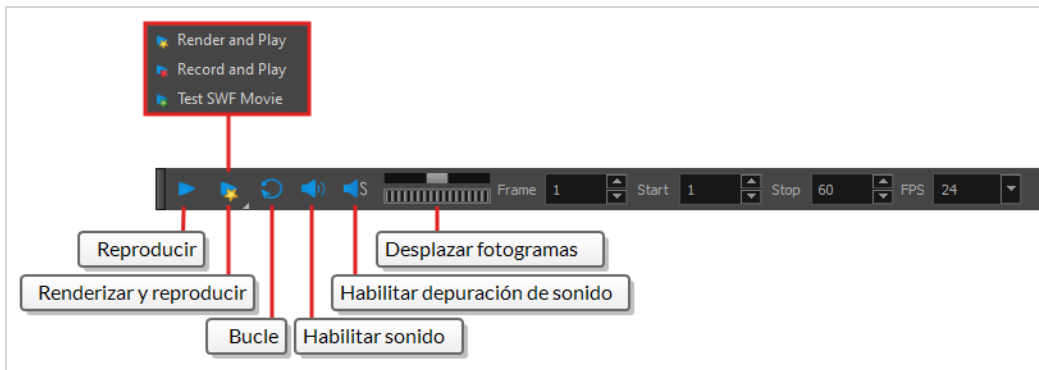 Render and Play
Record and Play
Test SWF Movie
S Frame 1 Start 1 Stop 60 FPS 24
Reproducir
Desplazar fotogramas
Renderizar y reproducir
Habilitar depuración de sonido
Bucle
Habilitar sonido